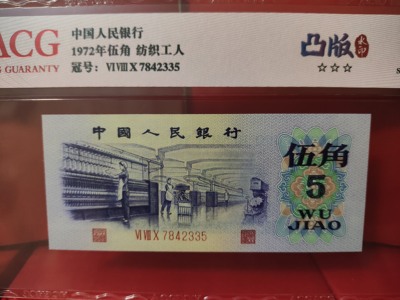 ACG
GUARANTY
中国人民银行
1972年伍角 纺织工人
冠号: VI VIII X 7842335
凸版
水印
☆☆☆
S
中國人民銀行
伍角
5
WU
JIAO
VI VIII X 7842335